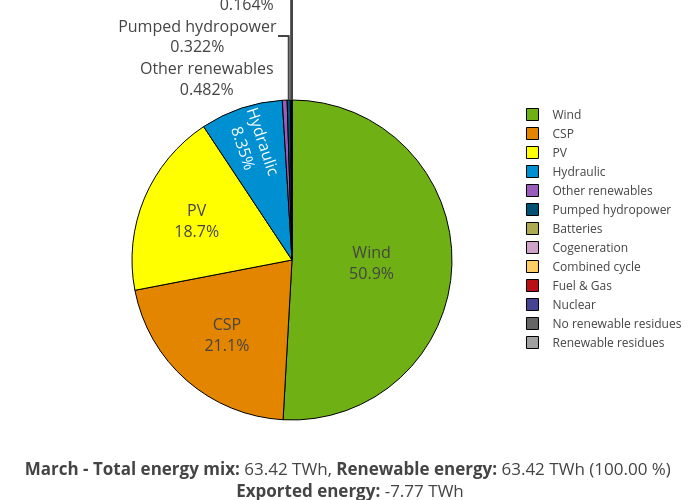 0.164%
Pumped hydropower
0.322%
Other renewables
0.482%
Hydraulic
8.35%
PV
18.7%
Wind
50.9%
CSP
21.1%
Wind
CSP
PV
Hydraulic
Other renewables
Pumped hydropower
Batteries
Cogeneration
Combined cycle
Fuel & Gas
Nuclear
No renewable residues
Renewable residues
March - Total energy mix: 63.42 TWh, Renewable energy: 63.42 TWh (100.00 %)
Exported energy: -7.77 TWh